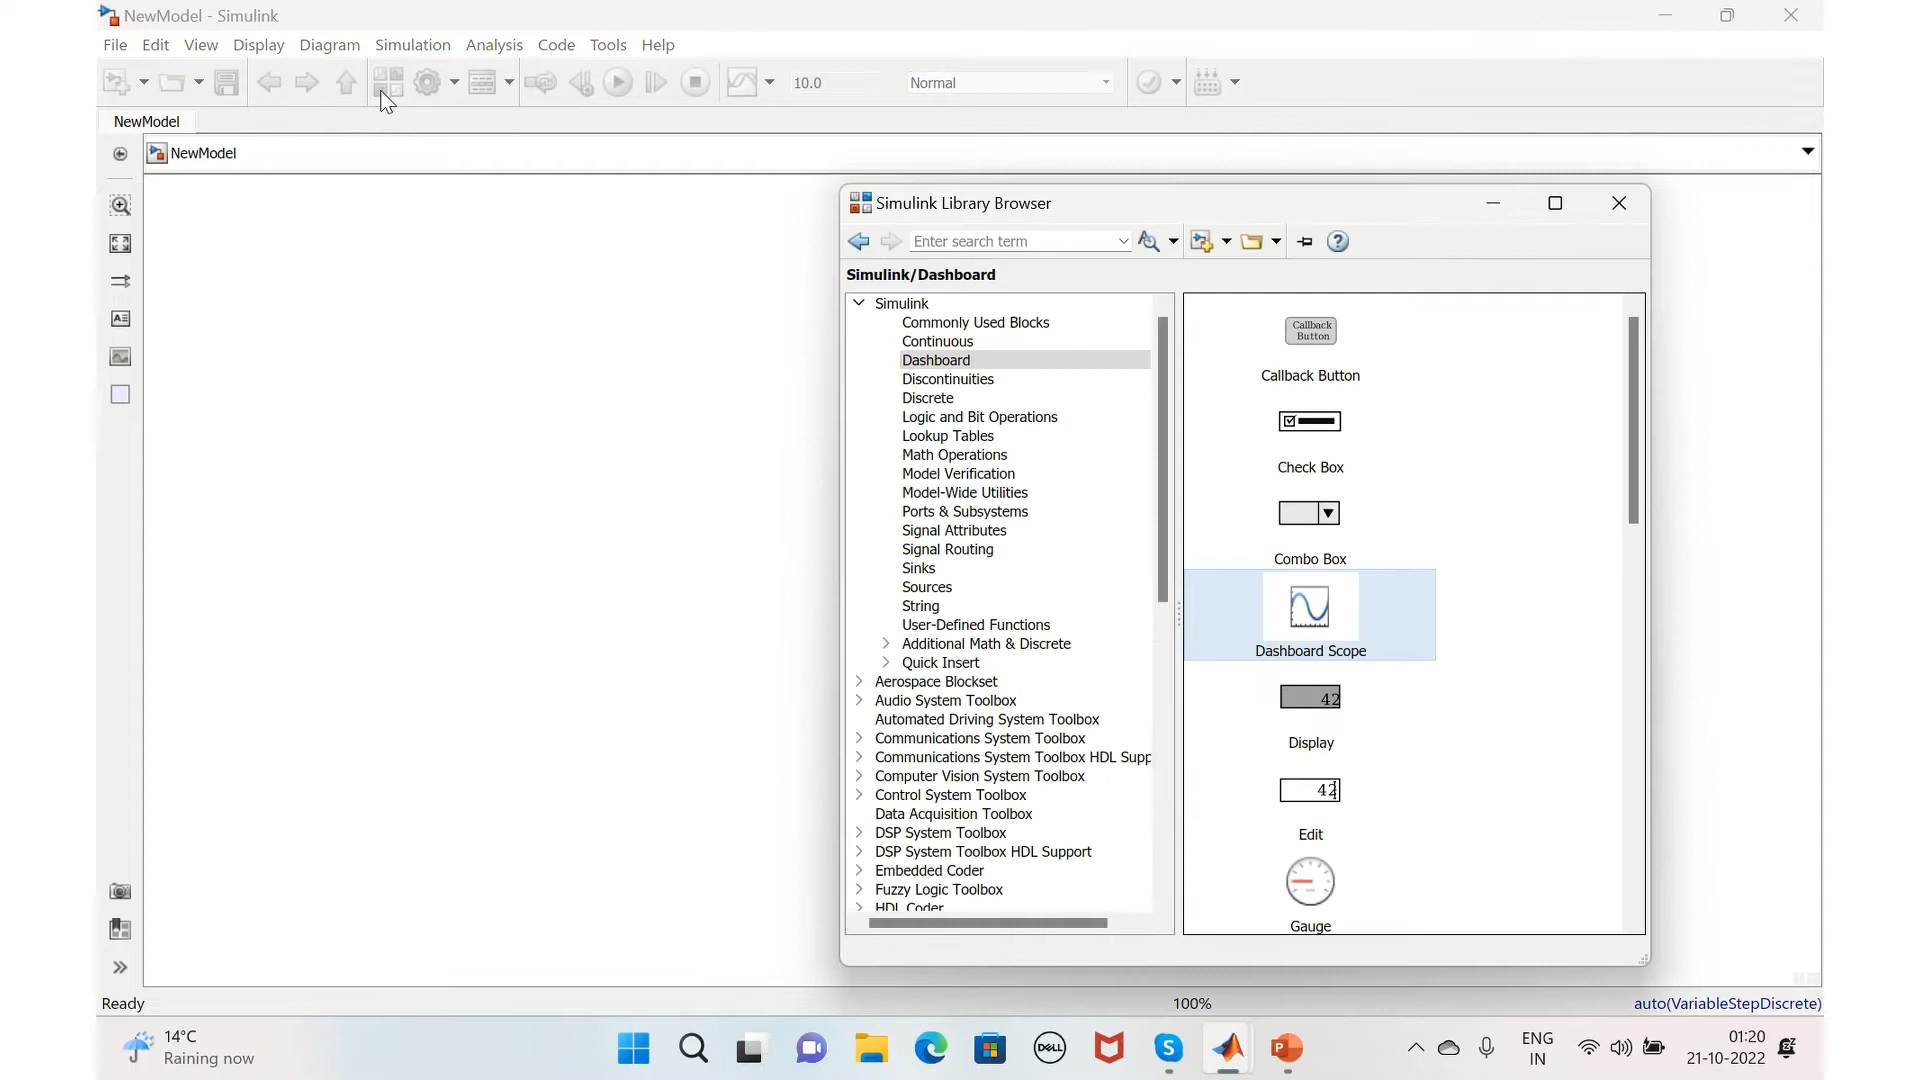 NewModel - Simulink
File Edit View Display Diagram Simulation Analysis Code Tools Help
10.0 Normal
NewModel
NewModel
Simulink Library Browser
Enter search term
Simulink/Dashboard
Simulink
Commonly Used Blocks
Continuous
Dashboard
Discontinuities
Discrete
Logic and Bit Operations
Lookup Tables
Math Operations
Model Verification
Model-Wide Utilities
Ports & Subsystems
Signal Attributes
Signal Routing
Sinks
Sources
String
User-Defined Functions
Additional Math & Discrete
Quick Insert
Aerospace Blockset
Audio System Toolbox
Automated Driving System Toolbox
Communications System Toolbox
Communications System Toolbox HDL Supp
Computer Vision System Toolbox
Control System Toolbox
Data Acquisition Toolbox
DSP System Toolbox
DSP System Toolbox HDL Support
Embedded Coder
Fuzzy Logic Toolbox
HDL Coder
Callback
Button
Callback Button
Check Box
Combo Box
Dashboard Scope
42
Display
42
Edit
Gauge
Ready 100% auto(VariableStepDiscrete)
14°C
Raining now
DELL
ENG
IN
01:20
21-10-2022